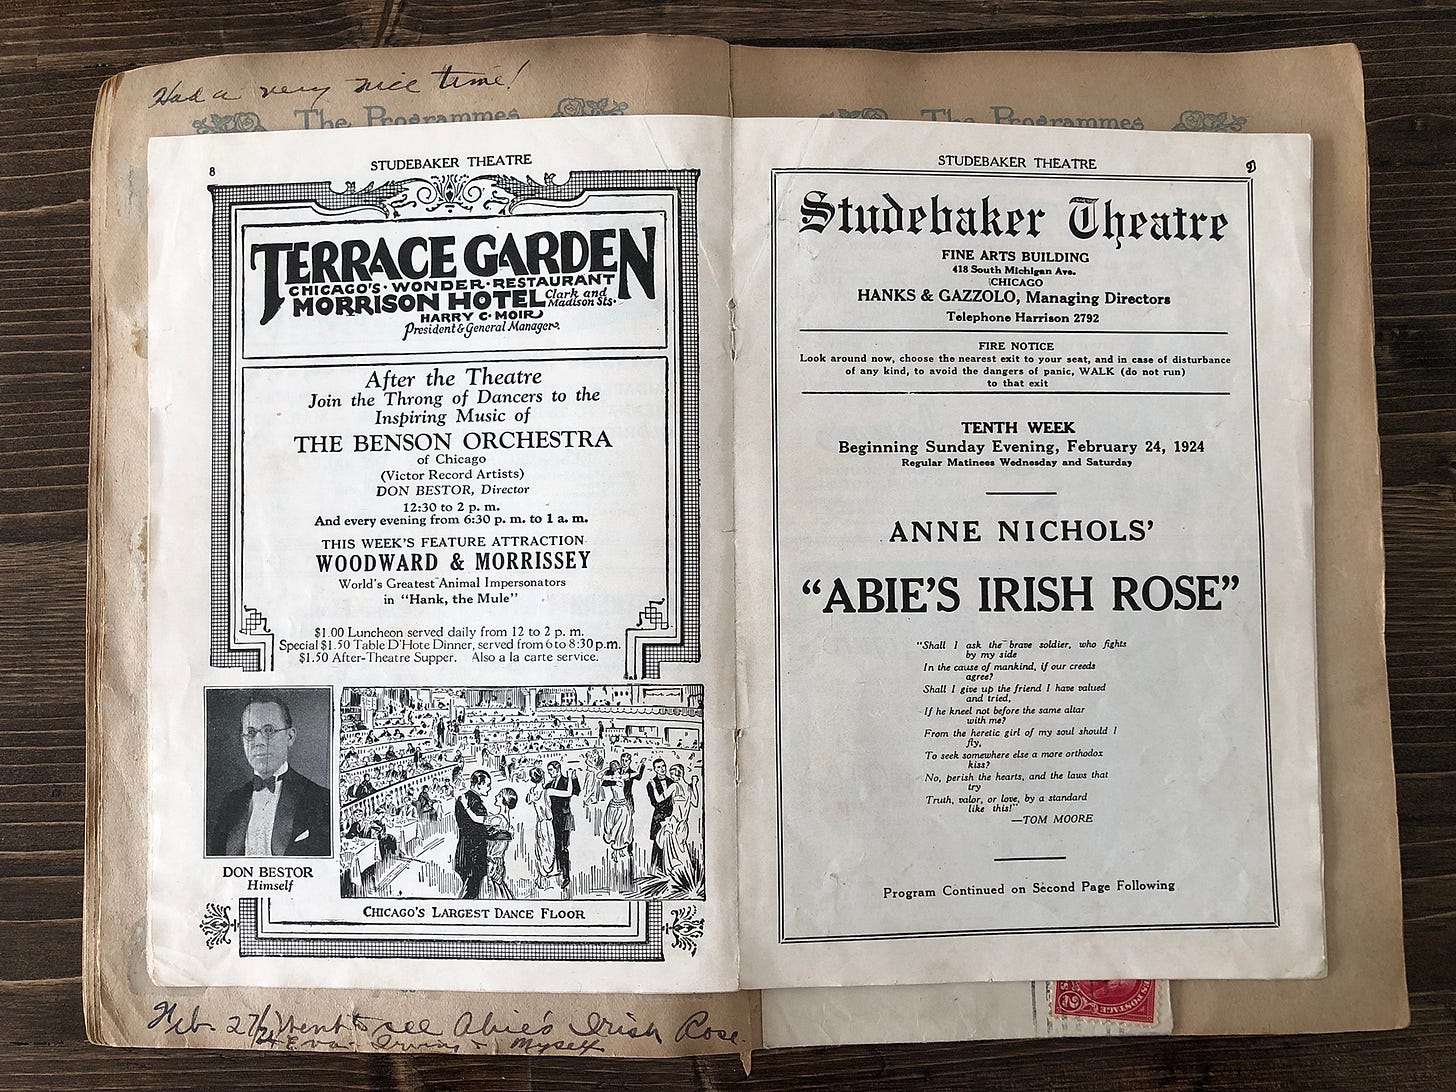 Had a very nice time!
The Programmes
The Programmes
8
STUDEBAKER THEATRE
TERRACE GARDEN
CHICAGO'S · WONDER · RESTAURANT
MORRISON HOTEL Clark and Madison Sts.
HARRY C. MOIR
President & General Manager.
After the Theatre
Join the Throng of Dancers to the
Inspiring Music of
THE BENSON ORCHESTRA
of Chicago
(Victor Record Artists)
DON BESTOR, Director
12:30 to 2 p. m.
And every evening from 6:30 p. m. to 1 a. m.
THIS WEEK'S FEATURE ATTRACTION
WOODWARD & MORRISSEY
World's Greatest Animal Impersonators
in "Hank, the Mule"
$1.00 Luncheon served daily from 12 to 2 p. m.
Special $1.50 Table D'Hote Dinner, served from 6 to 8:30 p.m.
$1.50 After-Theatre Supper. Also a la carte service.
DON BESTOR
Himself
CHICAGO'S LARGEST DANCE FLOOR
STUDEBAKER THEATRE
9
Studebaker Theatre
FINE ARTS BUILDING
418 South Michigan Ave.
CHICAGO
HANKS & GAZZOLO, Managing Directors
Telephone Harrison 2792
FIRE NOTICE
Look around now, choose the nearest exit to your seat, and in case of disturbance
of any kind, to avoid the dangers of panic, WALK (do not run)
to that exit
TENTH WEEK
Beginning Sunday Evening, February 24, 1924
Regular Matinees Wednesday and Saturday
ANNE NICHOLS'
"ABIE'S IRISH ROSE"
"Shall I ask the brave soldier, who fights
by my side
In the cause of mankind, if our creeds
agree?
Shall I give up the friend I have valued
and tried,
If he kneel not before the same altar
with me?
From the heretic girl of my soul should I
fly,
To seek somewhere else a more orthodox
kiss?
No, perish the hearts, and the laws that
try
Truth, valor, or love, by a standard
like this!"
—TOM MOORE
Program Continued on Second Page Following
Feb. 27/24 Went to see Abie's Irish Rose.
Eva Irwin & Myself